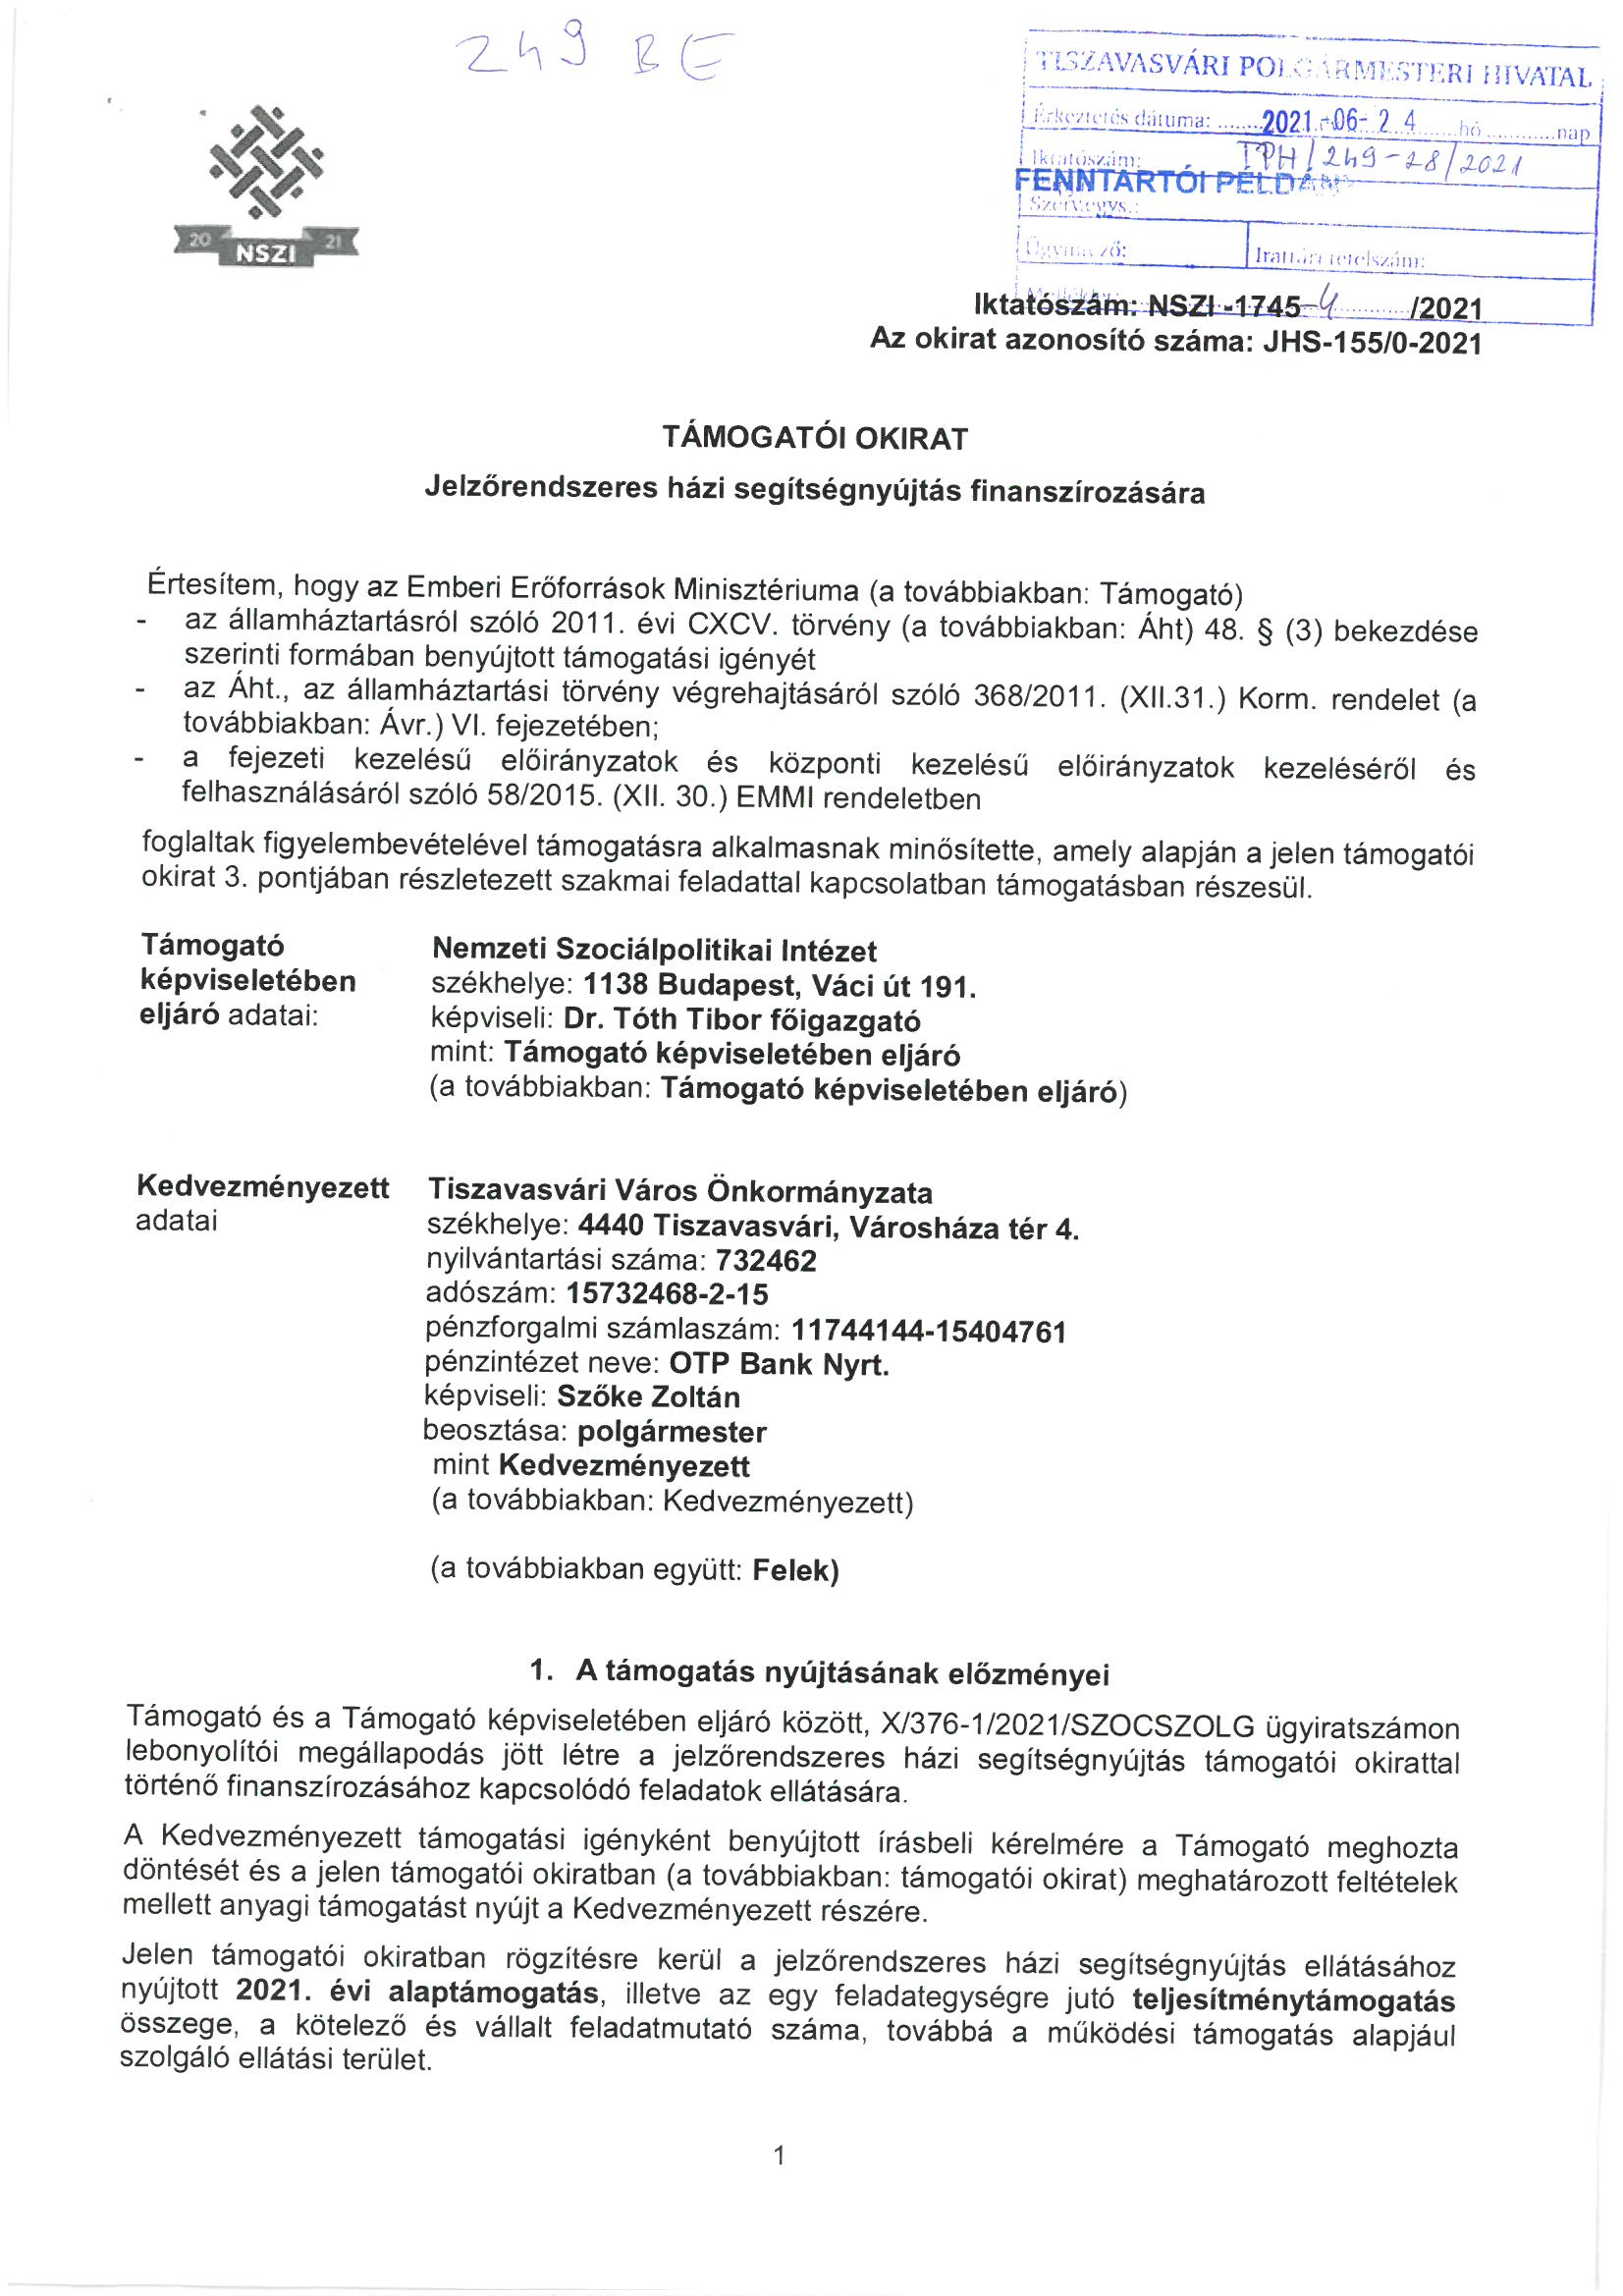 249 BE
TISZAVASVÁRI POLGÁRMESTERI HIVATAL
Érkeztetés dátuma: 2021 -06- 24 hó nap
Iktatószám: TPH/249-28/2021
FENNTARTÓI PÉLDÁNY
Szerv.egys.:
Ügyintéző: Irattári tételszám:
20 NSZI 21
Iktatószám: NSZI -1745-4 /2021
Az okirat azonosító száma: JHS-155/0-2021
TÁMOGATÓI OKIRAT
Jelzőrendszeres házi segítségnyújtás finanszírozására
Értesítem, hogy az Emberi Erőforrások Minisztériuma (a továbbiakban: Támogató)
- az államháztartásról szóló 2011. évi CXCV. törvény (a továbbiakban: Áht) 48. § (3) bekezdése
szerinti formában benyújtott támogatási igényét
- az Áht., az államháztartási törvény végrehajtásáról szóló 368/2011. (XII.31.) Korm. rendelet (a
továbbiakban: Ávr.) VI. fejezetében;
- a fejezeti kezelésű előirányzatok és központi kezelésű előirányzatok kezeléséről és
felhasználásáról szóló 58/2015. (XII. 30.) EMMI rendeletben
foglaltak figyelembevételével támogatásra alkalmasnak minősítette, amely alapján a jelen támogatói
okirat 3. pontjában részletezett szakmai feladattal kapcsolatban támogatásban részesül.
Támogató
képviseletében
eljáró adatai:
Nemzeti Szociálpolitikai Intézet
székhelye: 1138 Budapest, Váci út 191.
képviseli: Dr. Tóth Tibor főigazgató
mint: Támogató képviseletében eljáró
(a továbbiakban: Támogató képviseletében eljáró)
Kedvezményezett
adatai
Tiszavasvári Város Önkormányzata
székhelye: 4440 Tiszavasvári, Városháza tér 4.
nyilvántartási száma: 732462
adószám: 15732468-2-15
pénzforgalmi számlaszám: 11744144-15404761
pénzintézet neve: OTP Bank Nyrt.
képviseli: Szőke Zoltán
beosztása: polgármester
mint Kedvezményezett
(a továbbiakban: Kedvezményezett)
(a továbbiakban együtt: Felek)
1. A támogatás nyújtásának előzményei
Támogató és a Támogató képviseletében eljáró között, X/376-1/2021/SZOCSZOLG ügyiratszámon
lebonyolítói megállapodás jött létre a jelzőrendszeres házi segítségnyújtás támogatói okirattal
történő finanszírozásához kapcsolódó feladatok ellátására.
A Kedvezményezett támogatási igényként benyújtott írásbeli kérelmére a Támogató meghozta
döntését és a jelen támogatói okiratban (a továbbiakban: támogatói okirat) meghatározott feltételek
mellett anyagi támogatást nyújt a Kedvezményezett részére.
Jelen támogatói okiratban rögzítésre kerül a jelzőrendszeres házi segítségnyújtás ellátásához
nyújtott 2021. évi alaptámogatás, illetve az egy feladategységre jutó teljesítménytámogatás
összege, a kötelező és vállalt feladatmutató száma, továbbá a működési támogatás alapjául
szolgáló ellátási terület.
1